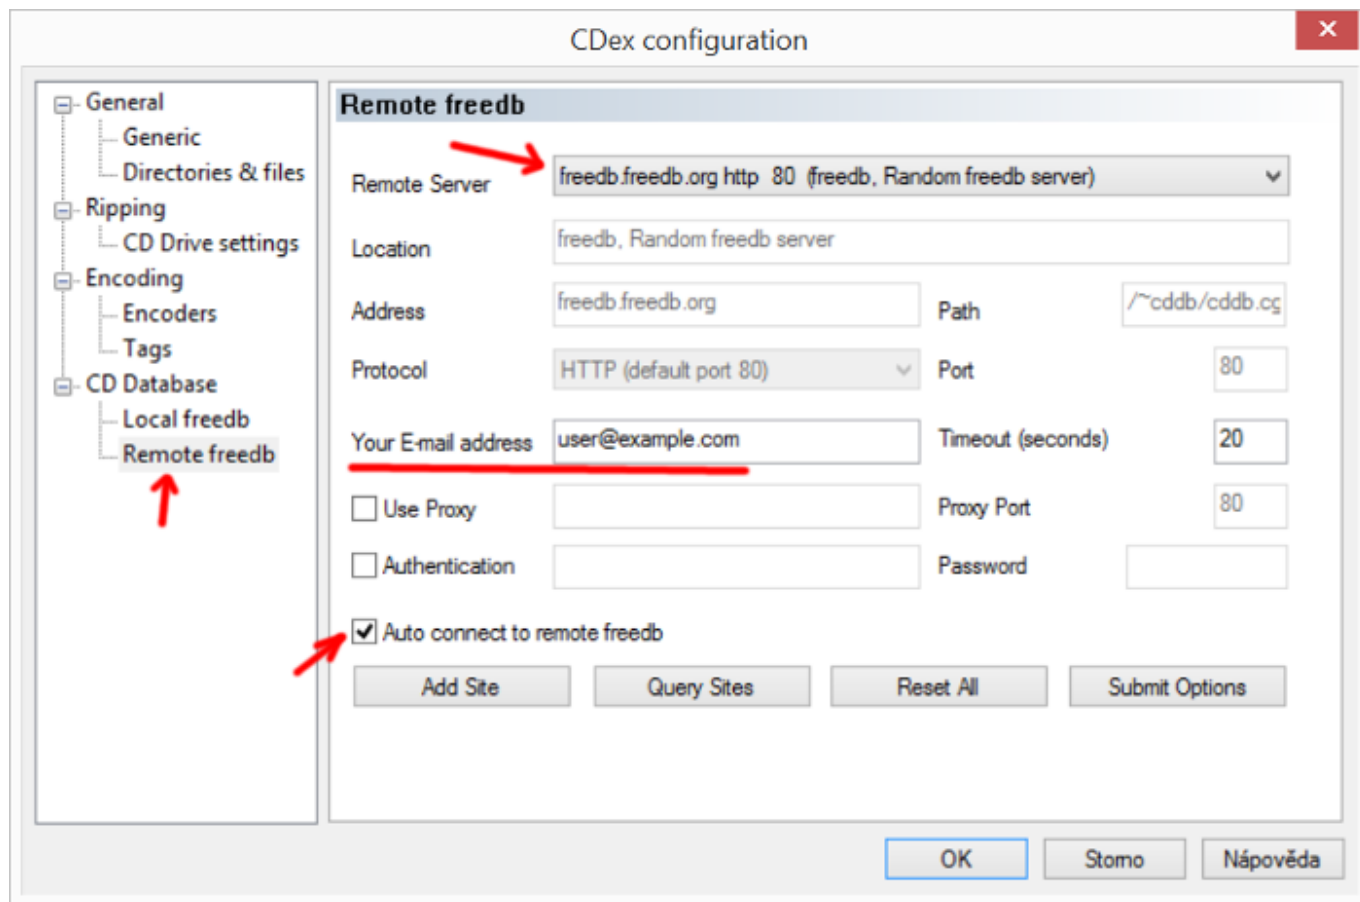 CDex configuration
General
Generic
Directories & files
Ripping
CD Drive settings
Encoding
Encoders
Tags
CD Database
Local freedb
Remote freedb
Remote freedb
Remote Server freedb.freedb.org http 80 (freedb, Random freedb server)
Location freedb, Random freedb server
Address freedb.freedb.org Path /~cddb/cddb.cg
Protocol HTTP (default port 80) Port 80
Your E-mail address user@example.com Timeout (seconds) 20
Use Proxy Proxy Port 80
Authentication Password
Auto connect to remote freedb
Add Site Query Sites Reset All Submit Options
OK Storno Nápověda